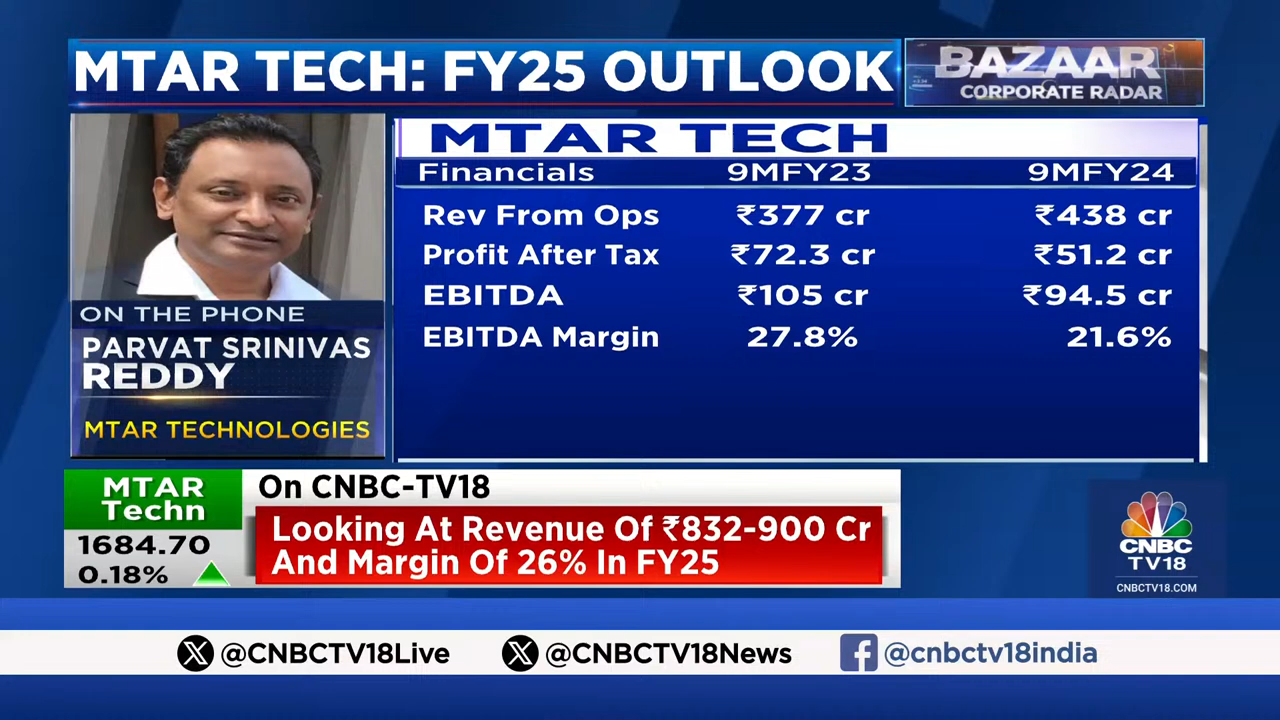 MTAR TECH: FY25 OUTLOOK
BAZAAR
CORPORATE RADAR
MTAR TECH
Financials 9MFY23 9MFY24
Rev From Ops ₹377 cr ₹438 cr
Profit After Tax ₹72.3 cr ₹51.2 cr
EBITDA ₹105 cr ₹94.5 cr
EBITDA Margin 27.8% 21.6%
ON THE PHONE
PARVAT SRINIVAS
REDDY
MTAR TECHNOLOGIES
MTAR
Techn
1684.70
0.18%
On CNBC-TV18
Looking At Revenue Of ₹832-900 Cr
And Margin Of 26% In FY25
CNBC
TV18
CNBCTV18.COM
@CNBCTV18Live
@CNBCTV18News
@cnbctv18india